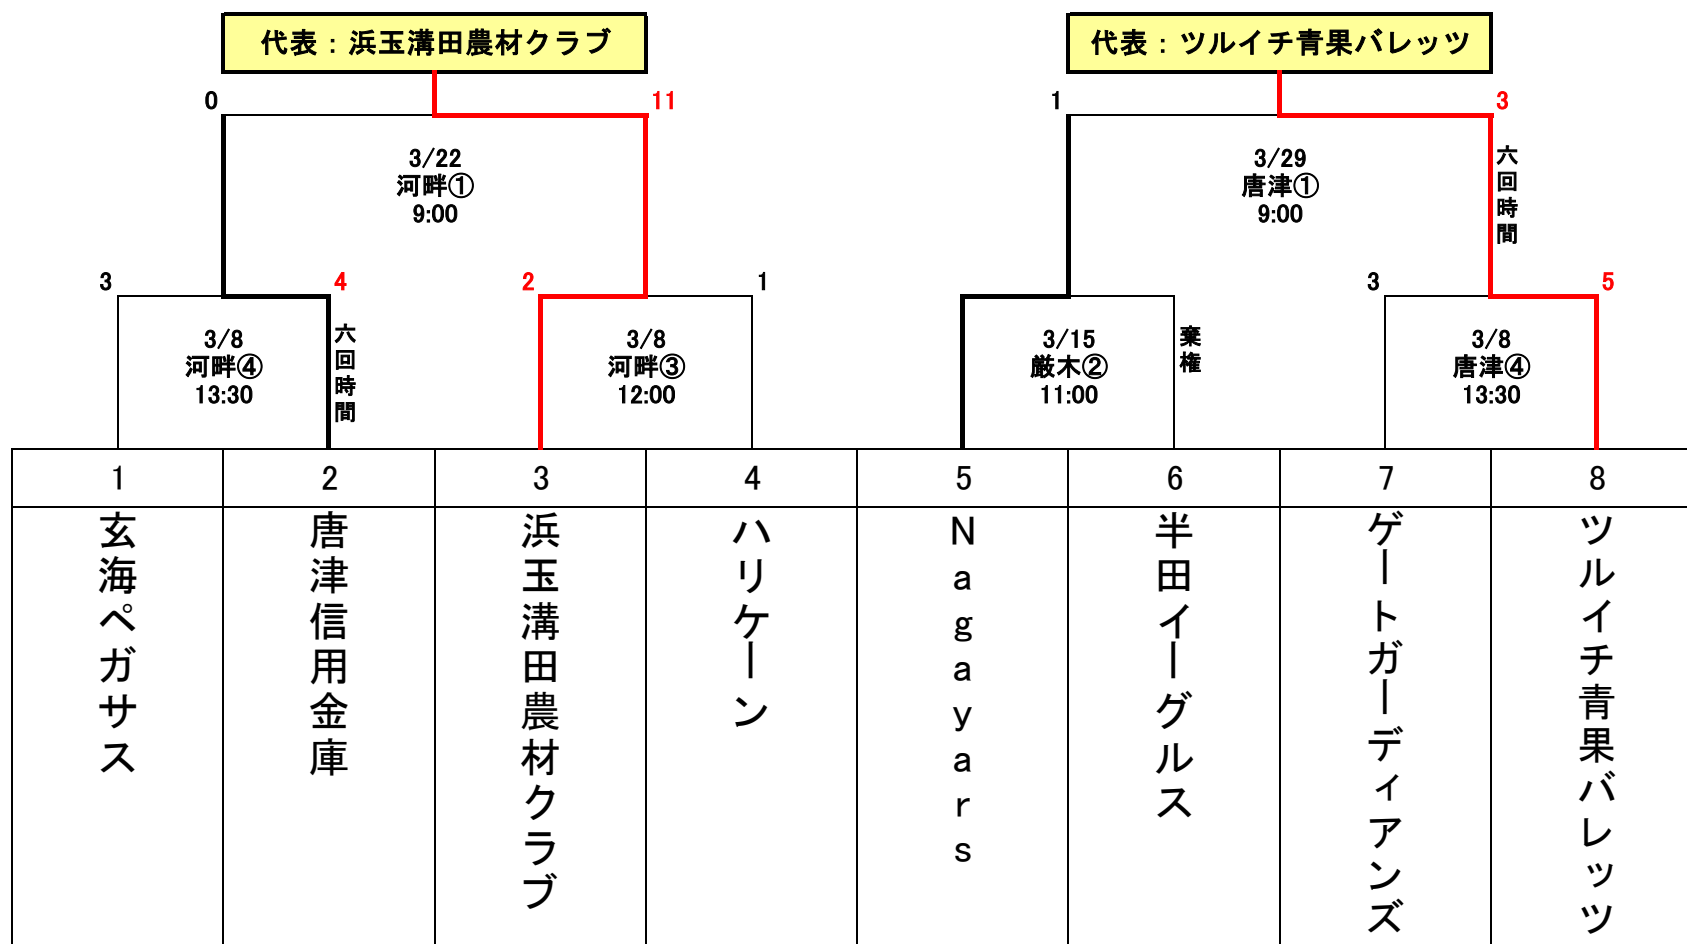 代表：浜玉溝田農材クラブ
代表：ツルイチ青果バレッツ
0
11
1
3
3/22
河畔①
9:00
3/29
唐津①
9:00
六回時間
3
4
2
1
3
5
3/8
河畔④
13:30
六回時間
3/8
河畔③
12:00
3/15
厳木②
11:00
棄権
3/8
唐津④
13:30
1
2
3
4
5
6
7
8
玄海ペガサス
唐津信用金庫
浜玉溝田農材クラブ
ハリケーン
Nagayars
半田イーグルス
ゲートガーディアンズ
ツルイチ青果バレッツ